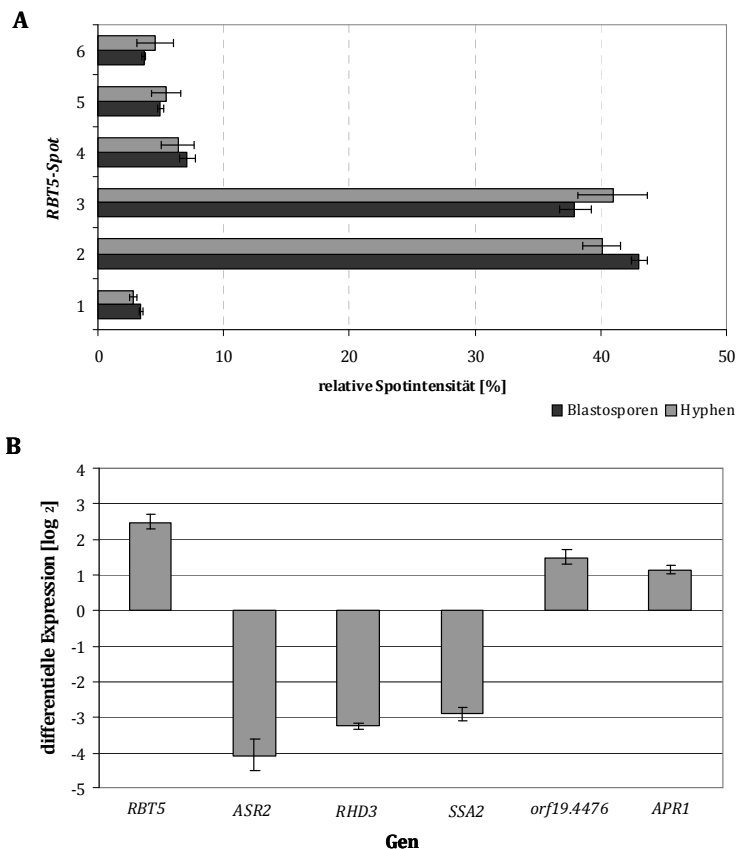 A
6
5
4
3
2
1
RBT5-Spot
0 10 20 30 40 50
relative Spotintensität [%]
Blastosporen Hyphen
B
4
3
2
1
0
-1
-2
-3
-4
-5
differentielle Expression [log 2]
RBT5 ASR2 RHD3 SSA2 orf19.4476 APR1
Gen